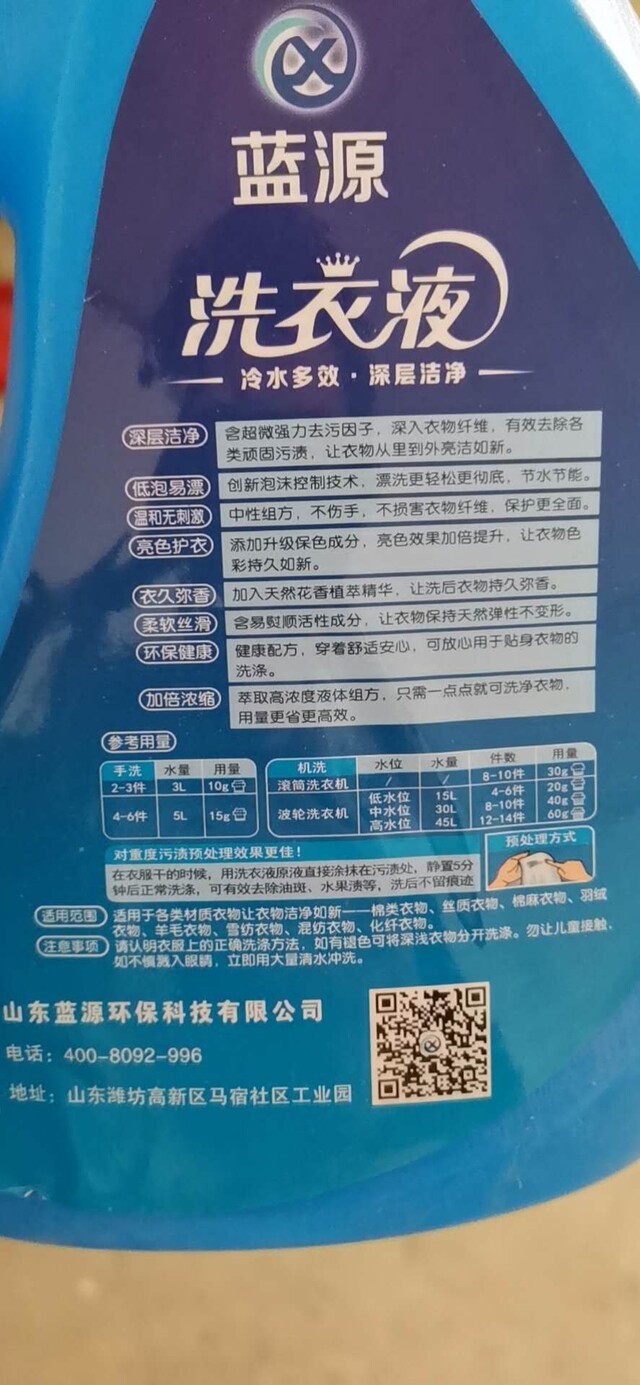 蓝源
洗衣液
冷水多效·深层洁净
深层洁净 含超微强力去污因子，深入衣物纤维，有效去除各
类顽固污渍，让衣物从里到外亮洁如新。
低泡易漂 创新泡沫控制技术，漂洗更轻松更彻底，节水节能。
温和无刺激 中性组方，不伤手，不损害衣物纤维，保护更全面。
亮色护衣 添加升级保色成分，亮色效果加倍提升，让衣物色
彩持久如新。
衣久弥香 加入天然花香植萃精华，让洗后衣物持久弥香。
柔软丝滑 含易熨顺活性成分，让衣物保持天然弹性不变形。
环保健康 健康配方，穿着舒适安心，可放心用于贴身衣物的
洗涤。
加倍浓缩 萃取高浓度液体组方，只需一点点就可洗净衣物，
用量更省更高效。
参考用量
手洗 水量 用量
2-3件 3L 10g
4-6件 5L 15g
机洗 水位 水量 件数 用量
滚筒洗衣机 / / 8-10件 30g
波轮洗衣机 低水位 15L 4-6件 20g
中水位 30L 8-10件 40g
高水位 45L 12-14件 60g
对重度污渍预处理效果更佳！
在衣服干的时候，用洗衣液原液直接涂抹在污渍处，静置5分
钟后正常洗涤，可有效去除油斑、水果渍等，洗后不留痕迹
预处理方式
适用范围 适用于各类材质衣物让衣物洁净如新——棉类衣物、丝质衣物、棉麻衣物、羽绒
衣物、羊毛衣物、雪纺衣物、混纺衣物、化纤衣物。
注意事项 请认明衣服上的正确洗涤方法，如有褪色可将深浅衣物分开洗涤。勿让儿童接触，
如不慎溅入眼睛，立即用大量清水冲洗。
山东蓝源环保科技有限公司
电话：400-8092-996
地址：山东潍坊高新区马宿社区工业园